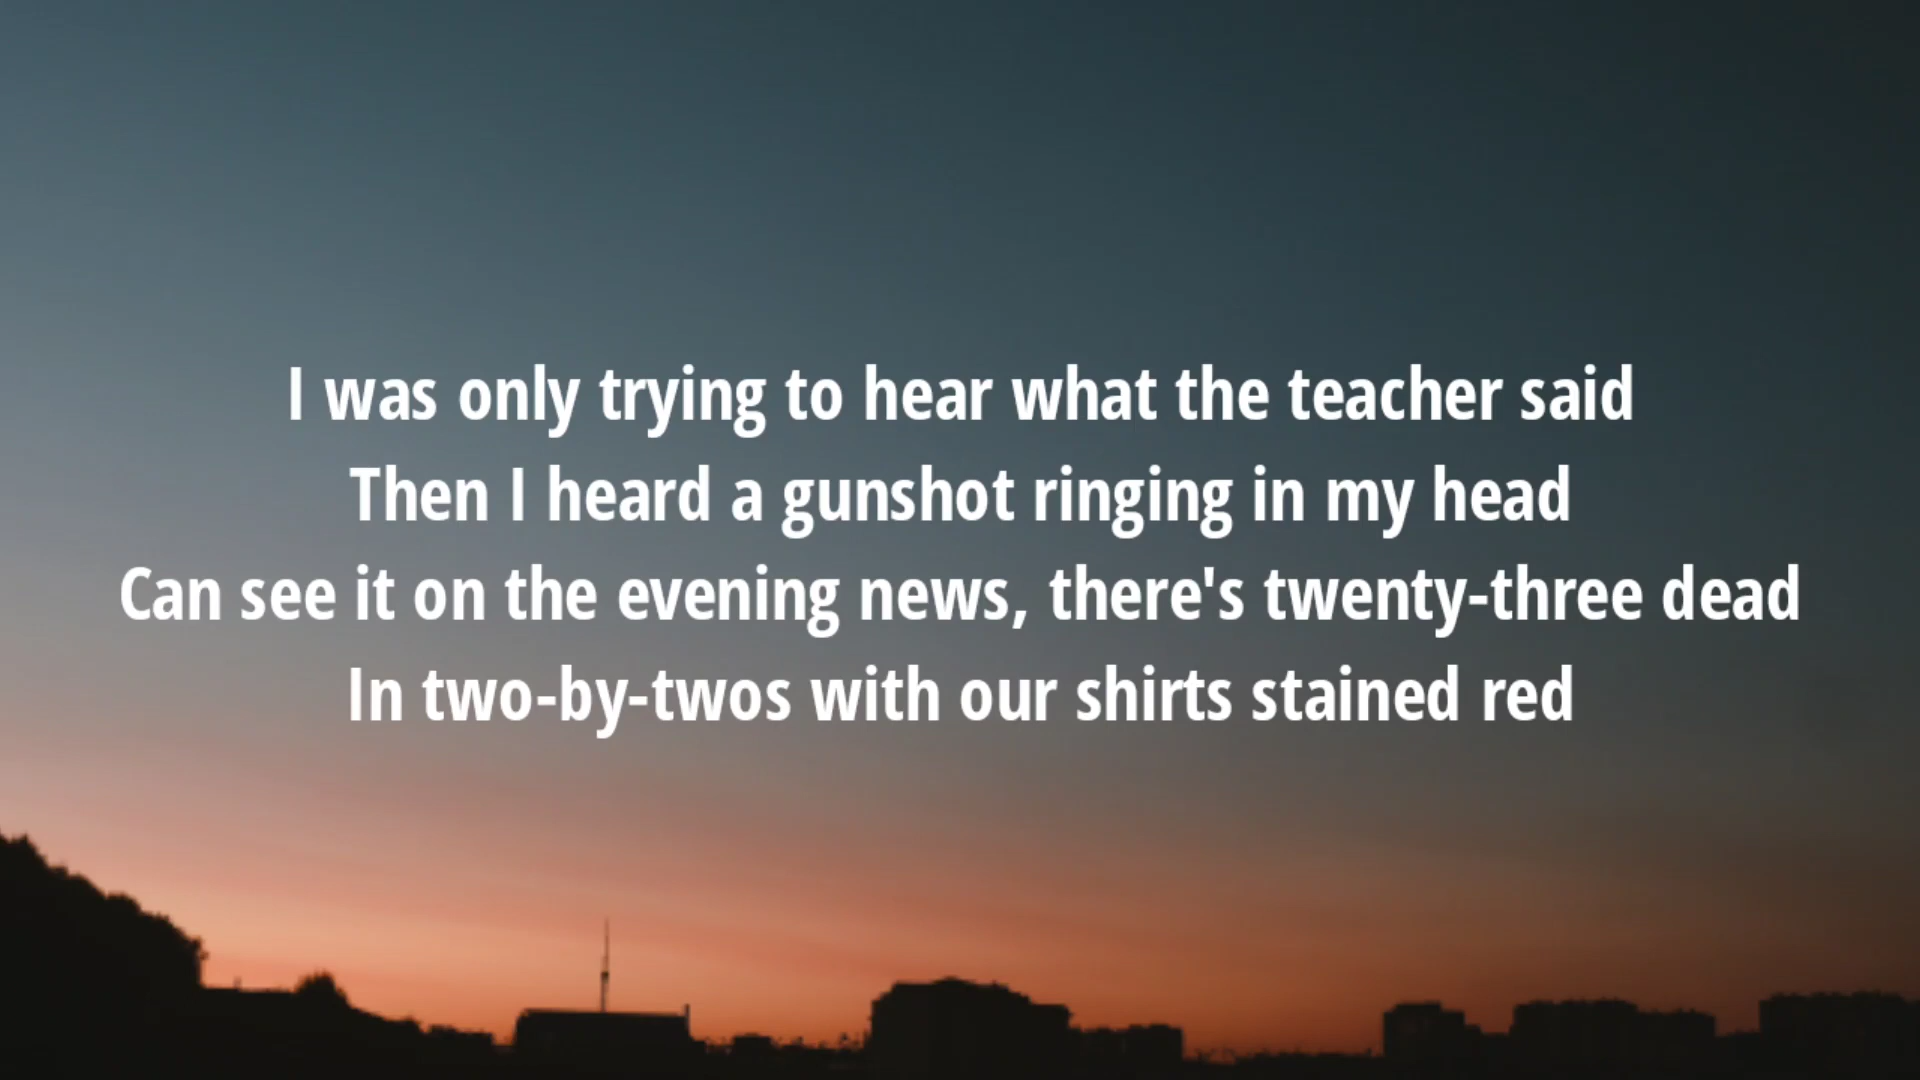 I was only trying to hear what the teacher said
Then I heard a gunshot ringing in my head
Can see it on the evening news, there's twenty-three dead
In two-by-twos with our shirts stained red